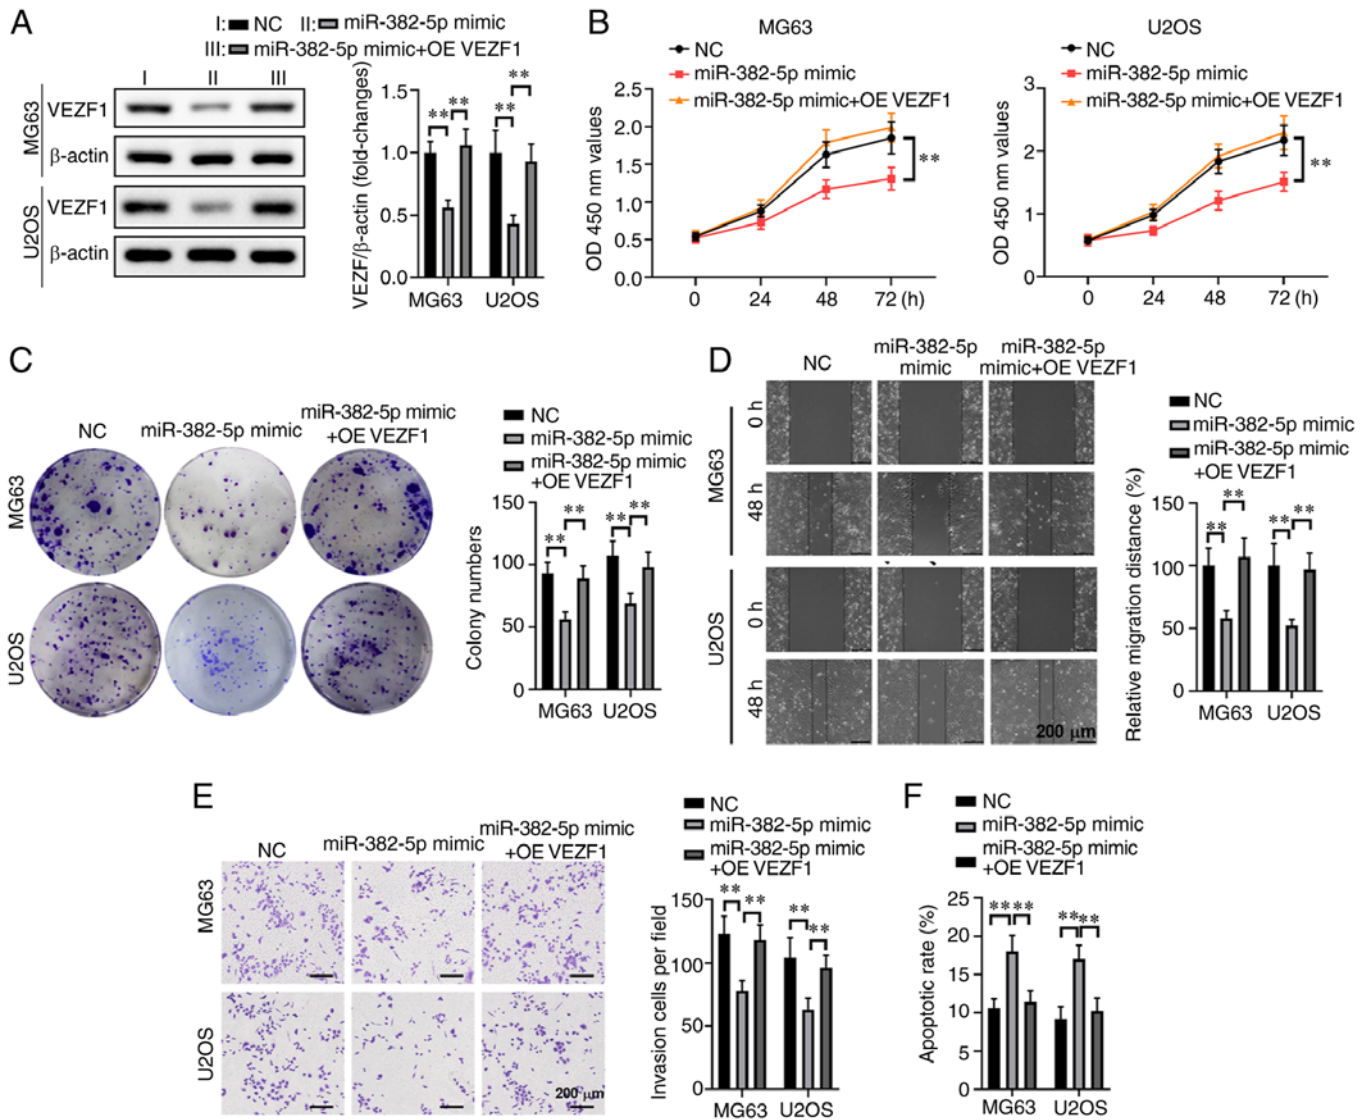 A
I: NC II: miR-382-5p mimic
III: miR-382-5p mimic+OE VEZF1
I II III
MG63
VEZF1
β-actin
U2OS
VEZF1
β-actin
VEZF/β-actin (fold-changes)
1.5
1.0
0.5
0.0
** ** ** **
MG63 U2OS
B
MG63
NC
miR-382-5p mimic
miR-382-5p mimic+OE VEZF1
OD 450 nm values
2.5
2.0
1.5
1.0
0.5
0.0
**
0 24 48 72 (h)
U2OS
NC
miR-382-5p mimic
miR-382-5p mimic+OE VEZF1
OD 450 nm values
3
2
1
0
**
0 24 48 72 (h)
C
NC
miR-382-5p mimic
miR-382-5p mimic
+OE VEZF1
MG63
U2OS
NC
miR-382-5p mimic
miR-382-5p mimic
+OE VEZF1
Colony numbers
150
100
50
0
** ** ** **
MG63 U2OS
D
NC
miR-382-5p
mimic
miR-382-5p
mimic+OE VEZF1
MG63
0 h
48 h
U2OS
0 h
48 h
200 µm
NC
miR-382-5p mimic
miR-382-5p mimic
+OE VEZF1
Relative migration distance (%)
150
100
50
0
** ** ** **
MG63 U2OS
E
NC
miR-382-5p mimic
miR-382-5p mimic
+OE VEZF1
MG63
U2OS
200 µm
NC
miR-382-5p mimic
miR-382-5p mimic
+OE VEZF1
Invasion cells per field
150
100
50
0
** ** ** **
MG63 U2OS
F
NC
miR-382-5p mimic
miR-382-5p mimic
+OE VEZF1
Apoptotic rate (%)
25
20
15
10
5
0
** ** ** **
MG63 U2OS